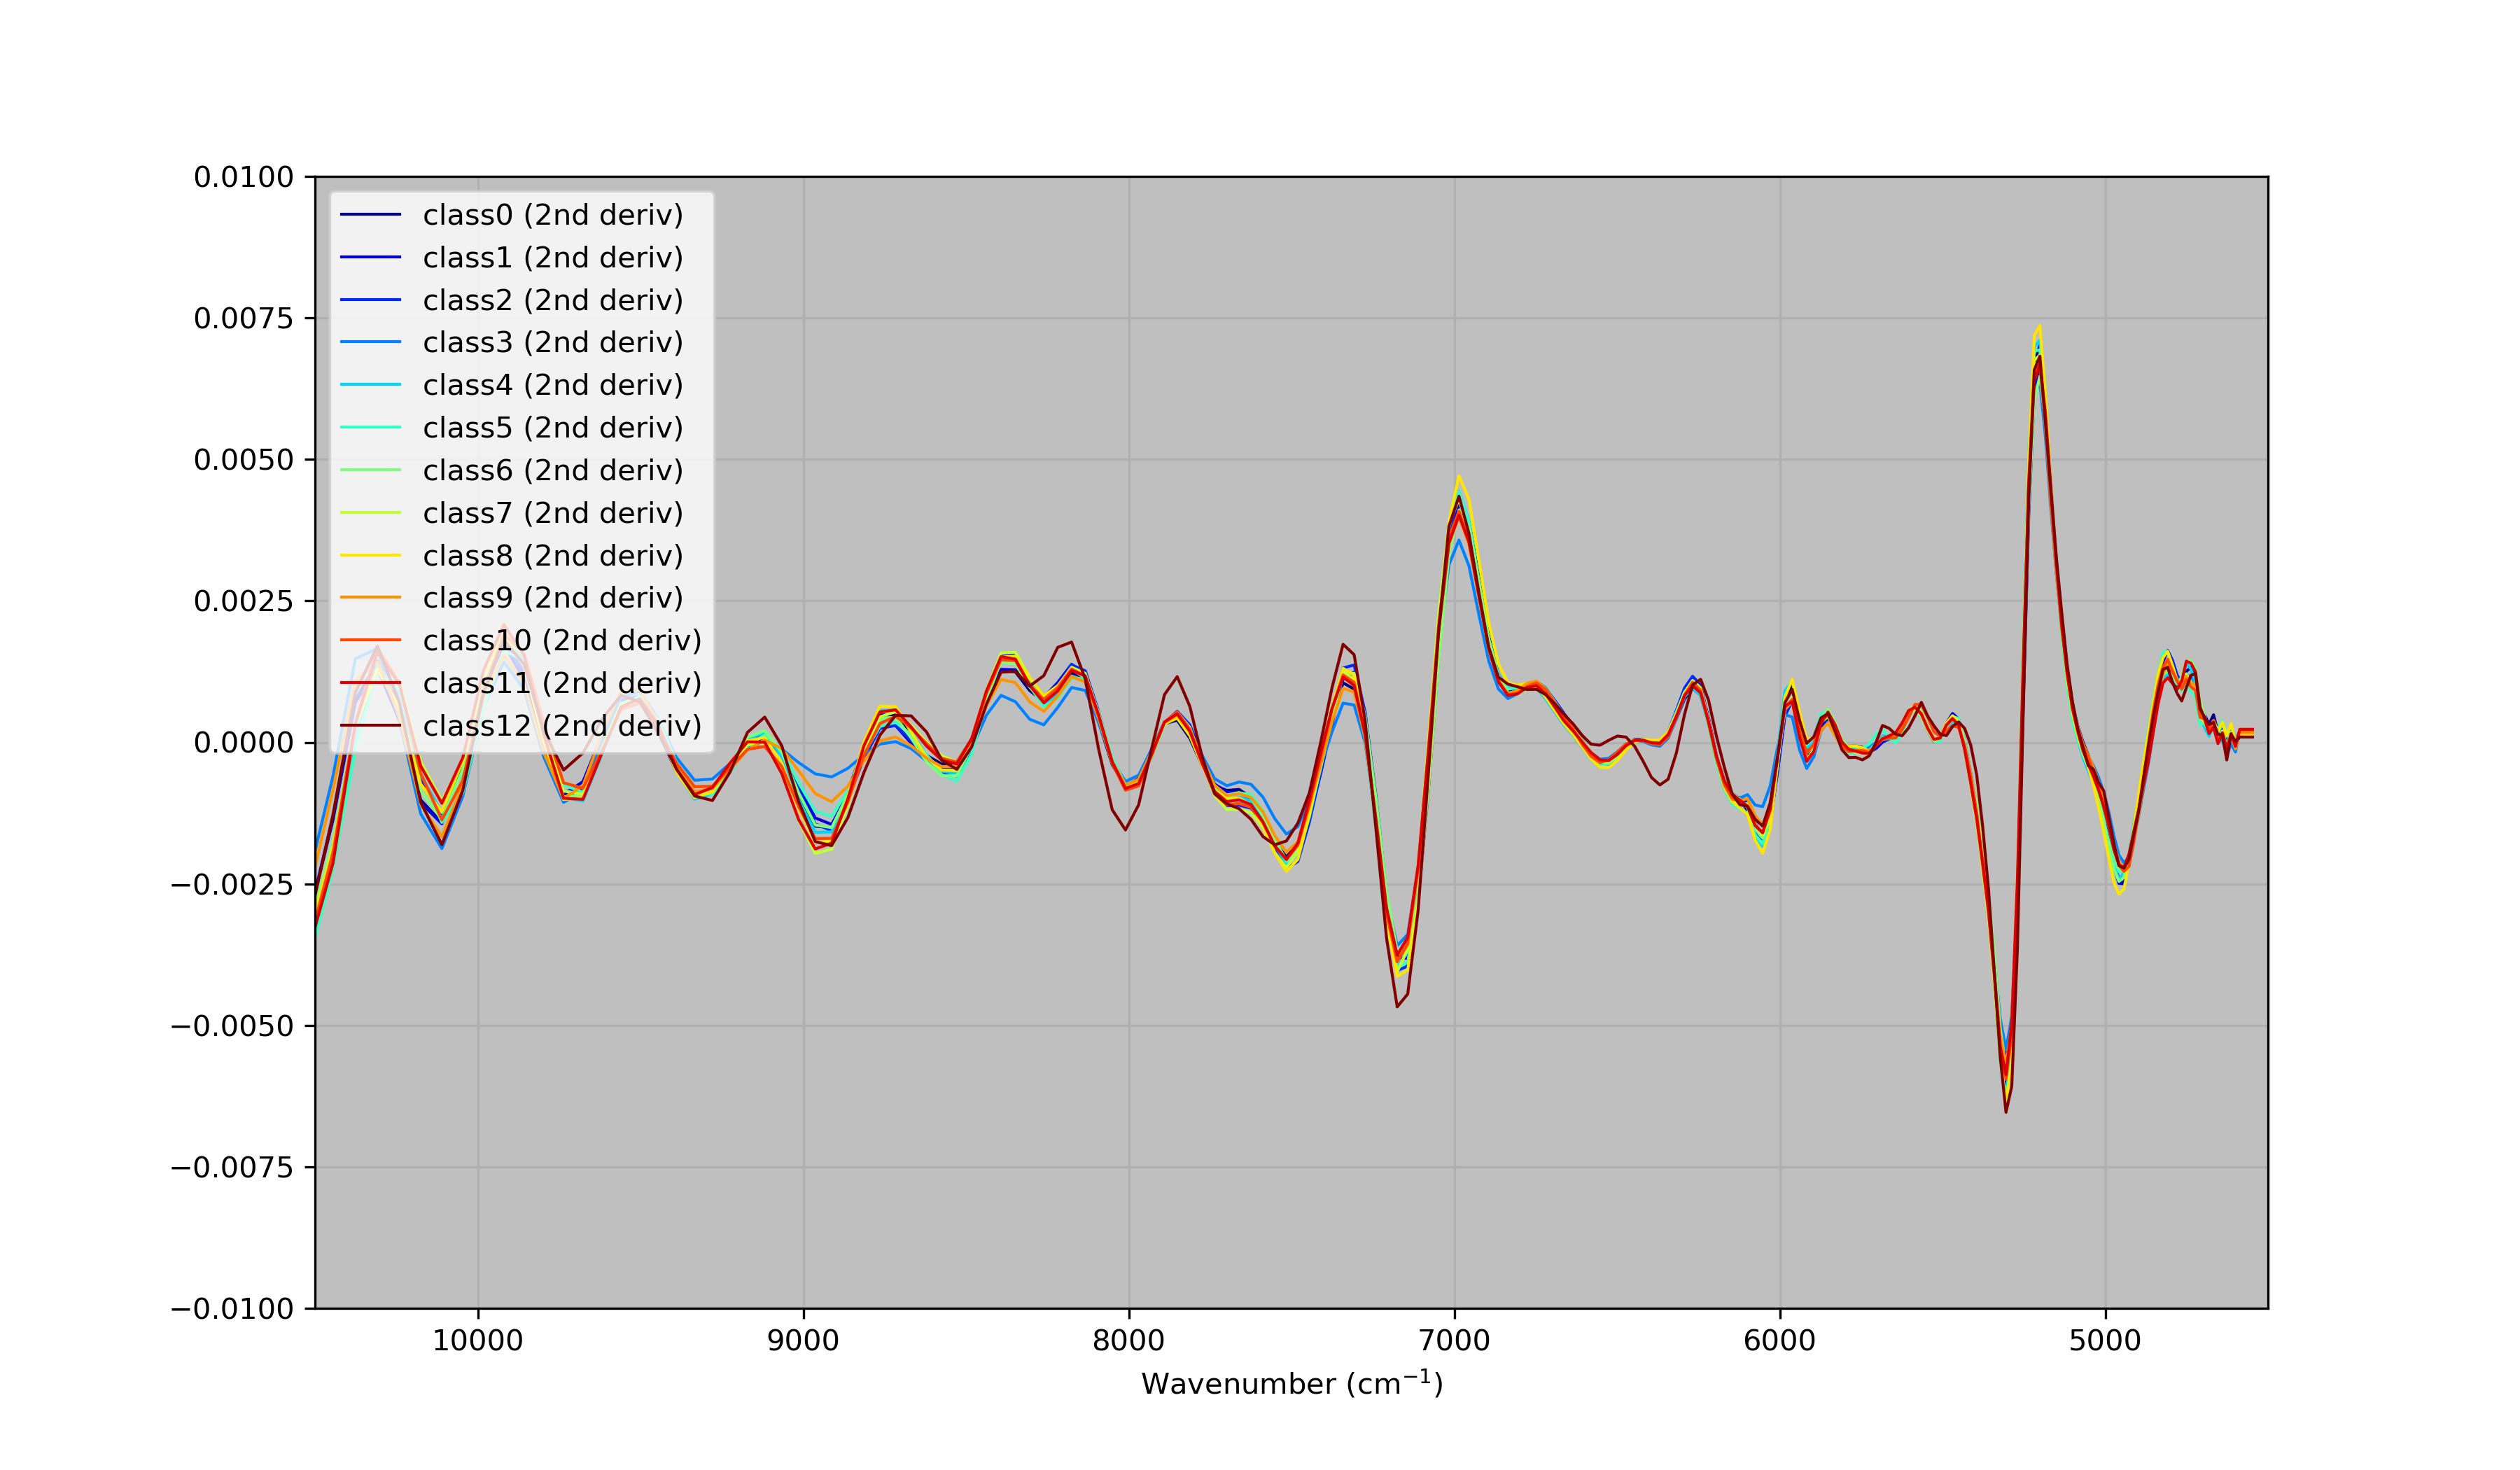 0.0100
0.0075
0.0050
0.0025
0.0000
−0.0025
−0.0050
−0.0075
−0.0100
class0 (2nd deriv)
class1 (2nd deriv)
class2 (2nd deriv)
class3 (2nd deriv)
class4 (2nd deriv)
class5 (2nd deriv)
class6 (2nd deriv)
class7 (2nd deriv)
class8 (2nd deriv)
class9 (2nd deriv)
class10 (2nd deriv)
class11 (2nd deriv)
class12 (2nd deriv)
10000 9000 8000 7000 6000 5000
Wavenumber (cm⁻¹)